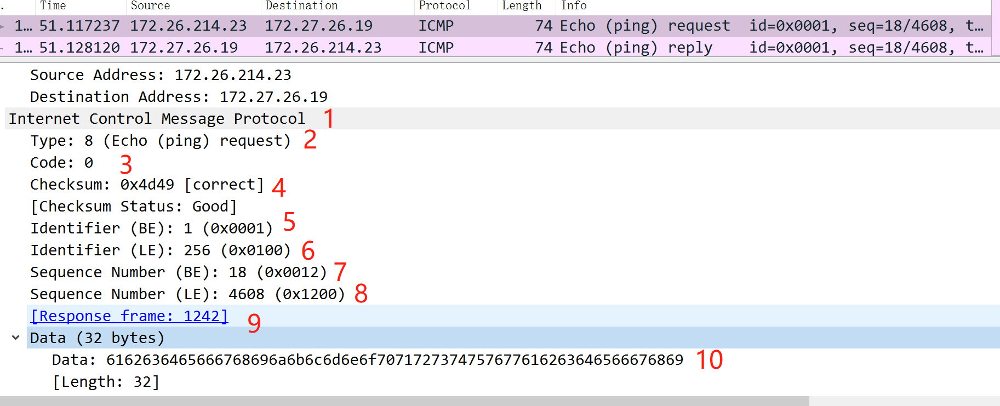 . Time Source Destination Protocol Length Info
1… 51.117237 172.26.214.23 172.27.26.19 ICMP 74 Echo (ping) request id=0x0001, seq=18/4608, t…
1… 51.128120 172.27.26.19 172.26.214.23 ICMP 74 Echo (ping) reply id=0x0001, seq=18/4608, t…
Source Address: 172.26.214.23
Destination Address: 172.27.26.19
Internet Control Message Protocol 1
Type: 8 (Echo (ping) request) 2
Code: 0 3
Checksum: 0x4d49 [correct] 4
[Checksum Status: Good]
Identifier (BE): 1 (0x0001) 5
Identifier (LE): 256 (0x0100) 6
Sequence Number (BE): 18 (0x0012) 7
Sequence Number (LE): 4608 (0x1200) 8
[Response frame: 1242] 9
Data (32 bytes)
Data: 6162636465666768696a6b6c6d6e6f7071727374757677616263646566676869 10
[Length: 32]